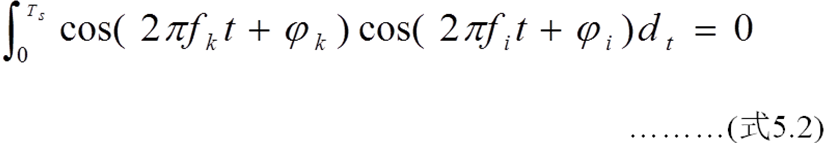 ∫₀^{T_s} cos( 2πf_k t + φ_k ) cos( 2πf_i t + φ_i )d_t = 0
………(式5.2)